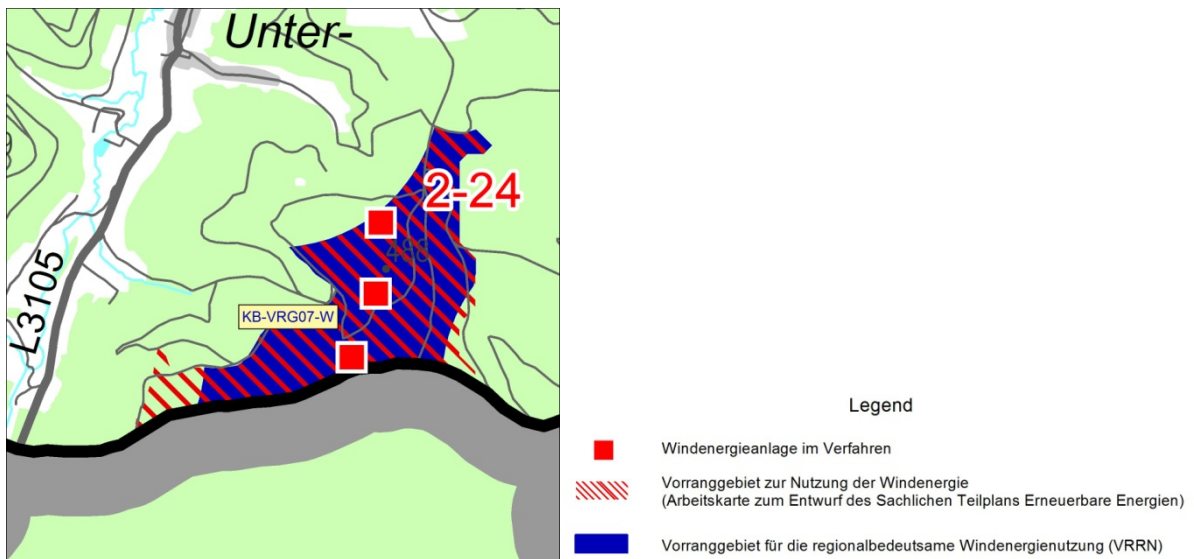 Unter-
2-24
488
KB-VRG07-W
L3105
Legend
Windenergieanlage im Verfahren
Vorranggebiet zur Nutzung der Windenergie
(Arbeitskarte zum Entwurf des Sachlichen Teilplans Erneuerbare Energien)
Vorranggebiet für die regionalbedeutsame Windenergienutzung (VRRN)